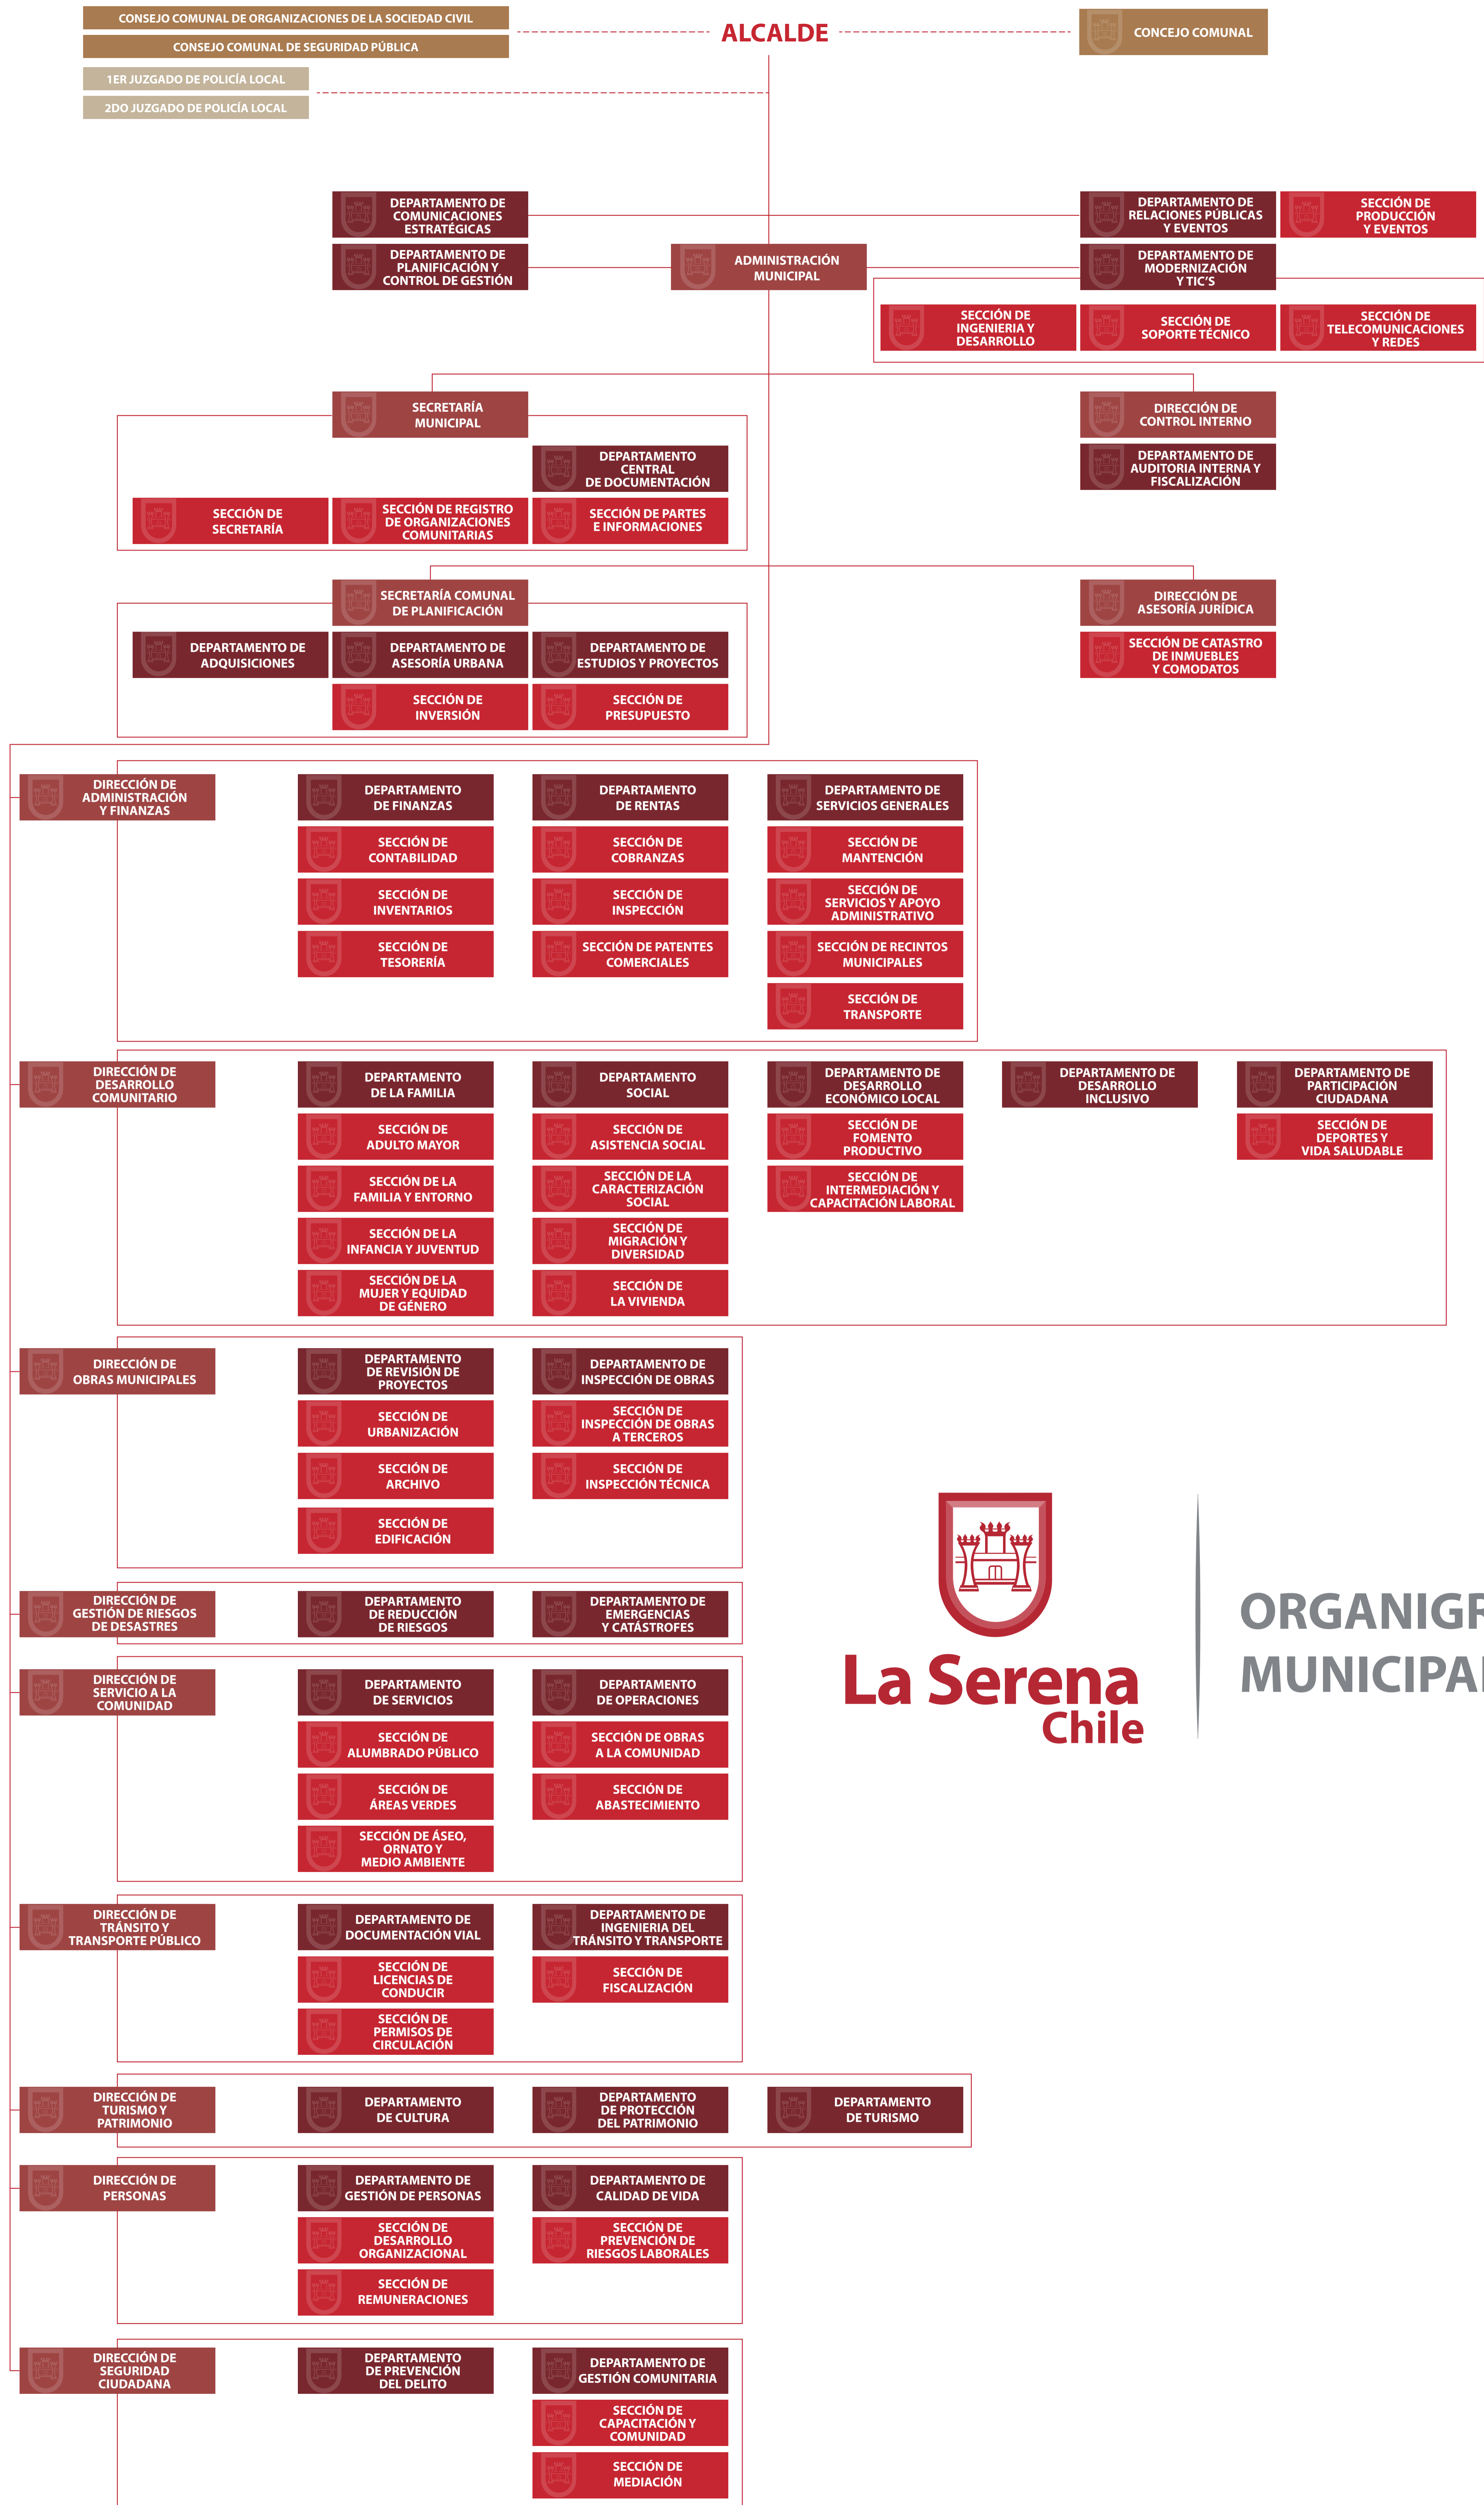 CONSEJO COMUNAL DE ORGANIZACIONES DE LA SOCIEDAD CIVIL
CONSEJO COMUNAL DE SEGURIDAD PÚBLICA
1ER JUZGADO DE POLICÍA LOCAL
2DO JUZGADO DE POLICÍA LOCAL
ALCALDE
CONCEJO COMUNAL
DEPARTAMENTO DE
COMUNICACIONES
ESTRATÉGICAS
DEPARTAMENTO DE
RELACIONES PÚBLICAS
Y EVENTOS
SECCIÓN DE
PRODUCCIÓN
Y EVENTOS
DEPARTAMENTO DE
PLANIFICACIÓN Y
CONTROL DE GESTIÓN
ADMINISTRACIÓN
MUNICIPAL
DEPARTAMENTO DE
MODERNIZACIÓN
Y TIC'S
SECCIÓN DE
INGENIERIA Y
DESARROLLO
SECCIÓN DE
SOPORTE TÉCNICO
SECCIÓN DE
TELECOMUNICACIONES
Y REDES
SECRETARÍA
MUNICIPAL
DEPARTAMENTO
CENTRAL
DE DOCUMENTACIÓN
SECCIÓN DE
SECRETARÍA
SECCIÓN DE REGISTRO
DE ORGANIZACIONES
COMUNITARIAS
SECCIÓN DE PARTES
E INFORMACIONES
DIRECCIÓN DE
CONTROL INTERNO
DEPARTAMENTO DE
AUDITORIA INTERNA Y
FISCALIZACIÓN
SECRETARÍA COMUNAL
DE PLANIFICACIÓN
DEPARTAMENTO DE
ADQUISICIONES
DEPARTAMENTO DE
ASESORÍA URBANA
DEPARTAMENTO DE
ESTUDIOS Y PROYECTOS
SECCIÓN DE
INVERSIÓN
SECCIÓN DE
PRESUPUESTO
DIRECCIÓN DE
ASESORÍA JURÍDICA
SECCIÓN DE CATASTRO
DE INMUEBLES
Y COMODATOS
DIRECCIÓN DE
ADMINISTRACIÓN
Y FINANZAS
DEPARTAMENTO
DE FINANZAS
SECCIÓN DE
CONTABILIDAD
SECCIÓN DE
INVENTARIOS
SECCIÓN DE
TESORERÍA
DEPARTAMENTO
DE RENTAS
SECCIÓN DE
COBRANZAS
SECCIÓN DE
INSPECCIÓN
SECCIÓN DE PATENTES
COMERCIALES
DEPARTAMENTO DE
SERVICIOS GENERALES
SECCIÓN DE
MANTENCIÓN
SECCIÓN DE
SERVICIOS Y APOYO
ADMINISTRATIVO
SECCIÓN DE RECINTOS
MUNICIPALES
SECCIÓN DE
TRANSPORTE
DIRECCIÓN DE
DESARROLLO
COMUNITARIO
DEPARTAMENTO
DE LA FAMILIA
SECCIÓN DE
ADULTO MAYOR
SECCIÓN DE LA
FAMILIA Y ENTORNO
SECCIÓN DE LA
INFANCIA Y JUVENTUD
SECCIÓN DE LA
MUJER Y EQUIDAD
DE GÉNERO
DEPARTAMENTO
SOCIAL
SECCIÓN DE
ASISTENCIA SOCIAL
SECCIÓN DE LA
CARACTERIZACIÓN
SOCIAL
SECCIÓN DE
MIGRACIÓN Y
DIVERSIDAD
SECCIÓN DE
LA VIVIENDA
DEPARTAMENTO DE
DESARROLLO
ECONÓMICO LOCAL
SECCIÓN DE
FOMENTO
PRODUCTIVO
SECCIÓN DE
INTERMEDIACIÓN Y
CAPACITACIÓN LABORAL
DEPARTAMENTO DE
DESARROLLO
INCLUSIVO
DEPARTAMENTO DE
PARTICIPACIÓN
CIUDADANA
SECCIÓN DE
DEPORTES Y
VIDA SALUDABLE
DIRECCIÓN DE
OBRAS MUNICIPALES
DEPARTAMENTO
DE REVISIÓN DE
PROYECTOS
SECCIÓN DE
URBANIZACIÓN
SECCIÓN DE
ARCHIVO
SECCIÓN DE
EDIFICACIÓN
DEPARTAMENTO DE
INSPECCIÓN DE OBRAS
SECCIÓN DE
INSPECCIÓN DE OBRAS
A TERCEROS
SECCIÓN DE
INSPECCIÓN TÉCNICA
DIRECCIÓN DE
GESTIÓN DE RIESGOS
DE DESASTRES
DEPARTAMENTO
DE REDUCCIÓN
DE RIESGOS
DEPARTAMENTO DE
EMERGENCIAS
Y CATÁSTROFES
La Serena
Chile
ORGANIGR
MUNICIPA
DIRECCIÓN DE
SERVICIO A LA
COMUNIDAD
DEPARTAMENTO
DE SERVICIOS
SECCIÓN DE
ALUMBRADO PÚBLICO
SECCIÓN DE
ÁREAS VERDES
SECCIÓN DE ÁSEO,
ORNATO Y
MEDIO AMBIENTE
DEPARTAMENTO
DE OPERACIONES
SECCIÓN DE OBRAS
A LA COMUNIDAD
SECCIÓN DE
ABASTECIMIENTO
DIRECCIÓN DE
TRÁNSITO Y
TRANSPORTE PÚBLICO
DEPARTAMENTO DE
DOCUMENTACIÓN VIAL
SECCIÓN DE
LICENCIAS DE
CONDUCIR
SECCIÓN DE
PERMISOS DE
CIRCULACIÓN
DEPARTAMENTO DE
INGENIERIA DEL
TRÁNSITO Y TRANSPORTE
SECCIÓN DE
FISCALIZACIÓN
DIRECCIÓN DE
TURISMO Y
PATRIMONIO
DEPARTAMENTO
DE CULTURA
DEPARTAMENTO
DE PROTECCIÓN
DEL PATRIMONIO
DEPARTAMENTO
DE TURISMO
DIRECCIÓN DE
PERSONAS
DEPARTAMENTO DE
GESTIÓN DE PERSONAS
SECCIÓN DE
DESARROLLO
ORGANIZACIONAL
SECCIÓN DE
REMUNERACIONES
DEPARTAMENTO DE
CALIDAD DE VIDA
SECCIÓN DE
PREVENCIÓN DE
RIESGOS LABORALES
DIRECCIÓN DE
SEGURIDAD
CIUDADANA
DEPARTAMENTO
DE PREVENCIÓN
DEL DELITO
DEPARTAMENTO DE
GESTIÓN COMUNITARIA
SECCIÓN DE
CAPACITACIÓN Y
COMUNIDAD
SECCIÓN DE
MEDIACIÓN